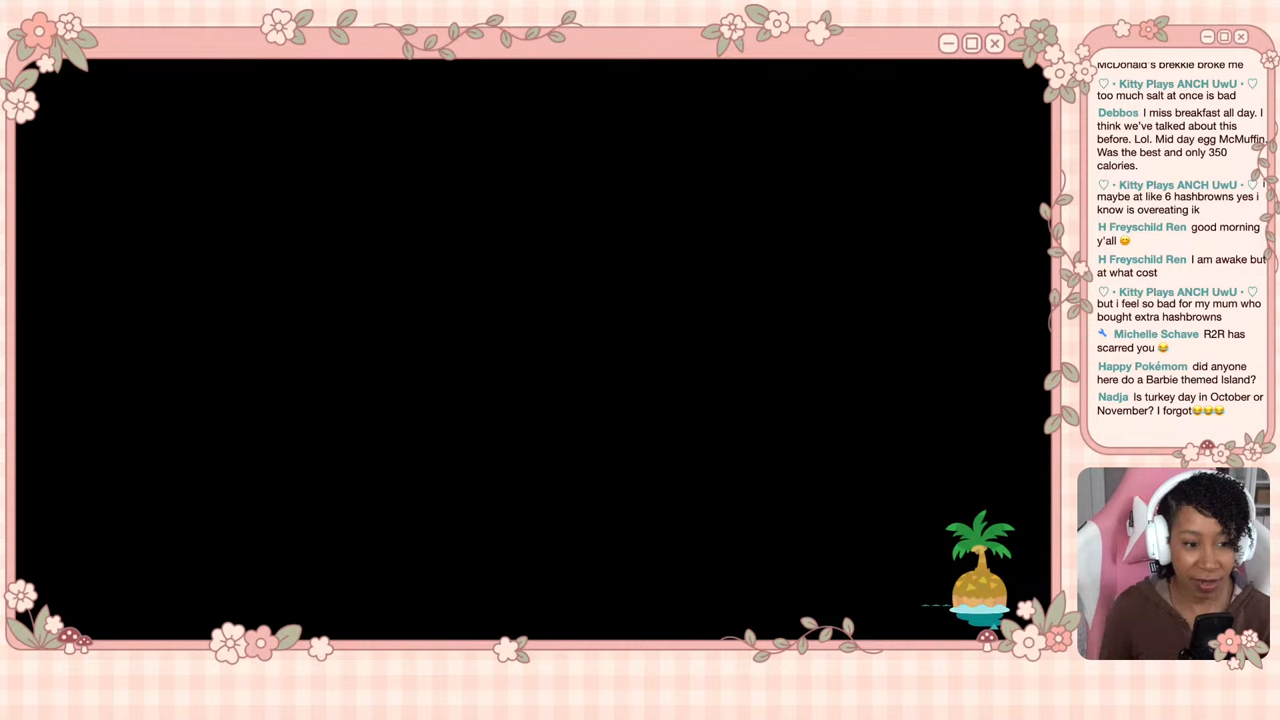 McDonald's brekkie broke me
♡ • Kitty Plays ANCH UwU • ♡
too much salt at once is bad
Debbos I miss breakfast all day. I
think we've talked about this
before. Lol. Mid day egg McMuffin.
Was the best and only 350
calories.
♡ • Kitty Plays ANCH UwU • ♡ I
maybe at like 6 hashbrowns yes i
know is overeating ik
H Freyschild Ren good morning
y'all 😊
H Freyschild Ren I am awake but
at what cost
♡ • Kitty Plays ANCH UwU • ♡
but i feel so bad for my mum who
bought extra hashbrowns
Michelle Schave R2R has
scarred you 😂
Happy Pokémom did anyone
here do a Barbie themed Island?
Nadja Is turkey day in October or
November? I forgot😂😂😂